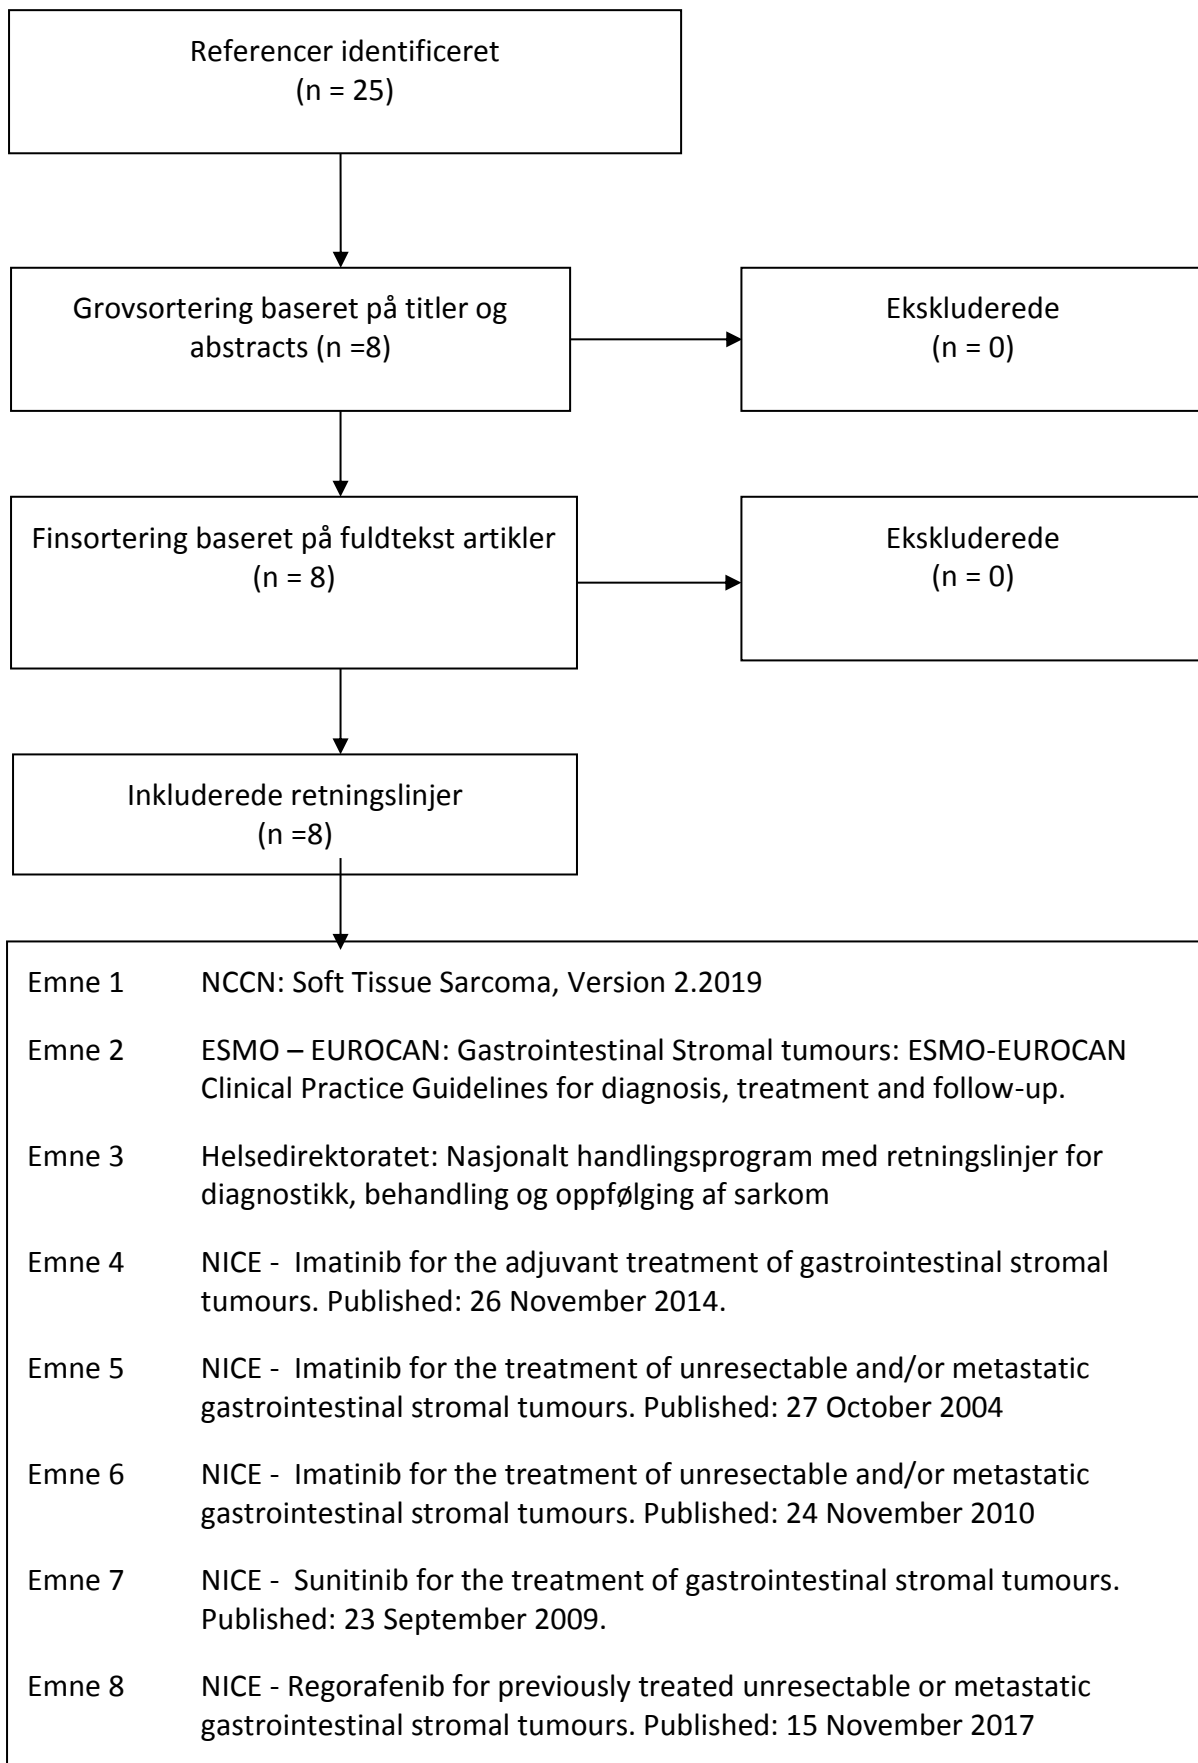 Referencer identificeret
(n = 25)
Grovsortering baseret på titler og
abstracts (n =8)
Ekskluderede
(n = 0)
Finsortering baseret på fuldtekst artikler
(n = 8)
Ekskluderede
(n = 0)
Inkluderede retningslinjer
(n =8)
Emne 1 NCCN: Soft Tissue Sarcoma, Version 2.2019
Emne 2 ESMO – EUROCAN: Gastrointestinal Stromal tumours: ESMO-EUROCAN
Clinical Practice Guidelines for diagnosis, treatment and follow-up.
Emne 3 Helsedirektoratet: Nasjonalt handlingsprogram med retningslinjer for
diagnostikk, behandling og oppfølging af sarkom
Emne 4 NICE - Imatinib for the adjuvant treatment of gastrointestinal stromal
tumours. Published: 26 November 2014.
Emne 5 NICE - Imatinib for the treatment of unresectable and/or metastatic
gastrointestinal stromal tumours. Published: 27 October 2004
Emne 6 NICE - Imatinib for the treatment of unresectable and/or metastatic
gastrointestinal stromal tumours. Published: 24 November 2010
Emne 7 NICE - Sunitinib for the treatment of gastrointestinal stromal tumours.
Published: 23 September 2009.
Emne 8 NICE - Regorafenib for previously treated unresectable or metastatic
gastrointestinal stromal tumours. Published: 15 November 2017